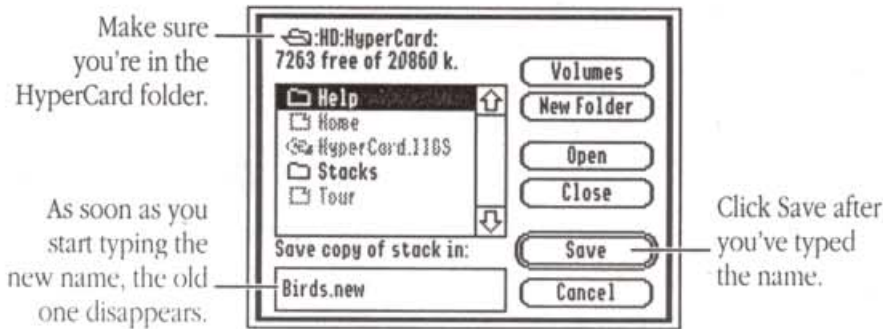 Make sure
you're in the
HyperCard folder.
:HD:HyperCard:
7263 free of 20860 k.
Help
Home
HyperCard.IIGS
Stacks
Tour
Volumes
New Folder
Open
Close
Save
Cancel
Save copy of stack in:
Birds.new
As soon as you
start typing the
new name, the old
one disappears.
Click Save after
you've typed
the name.